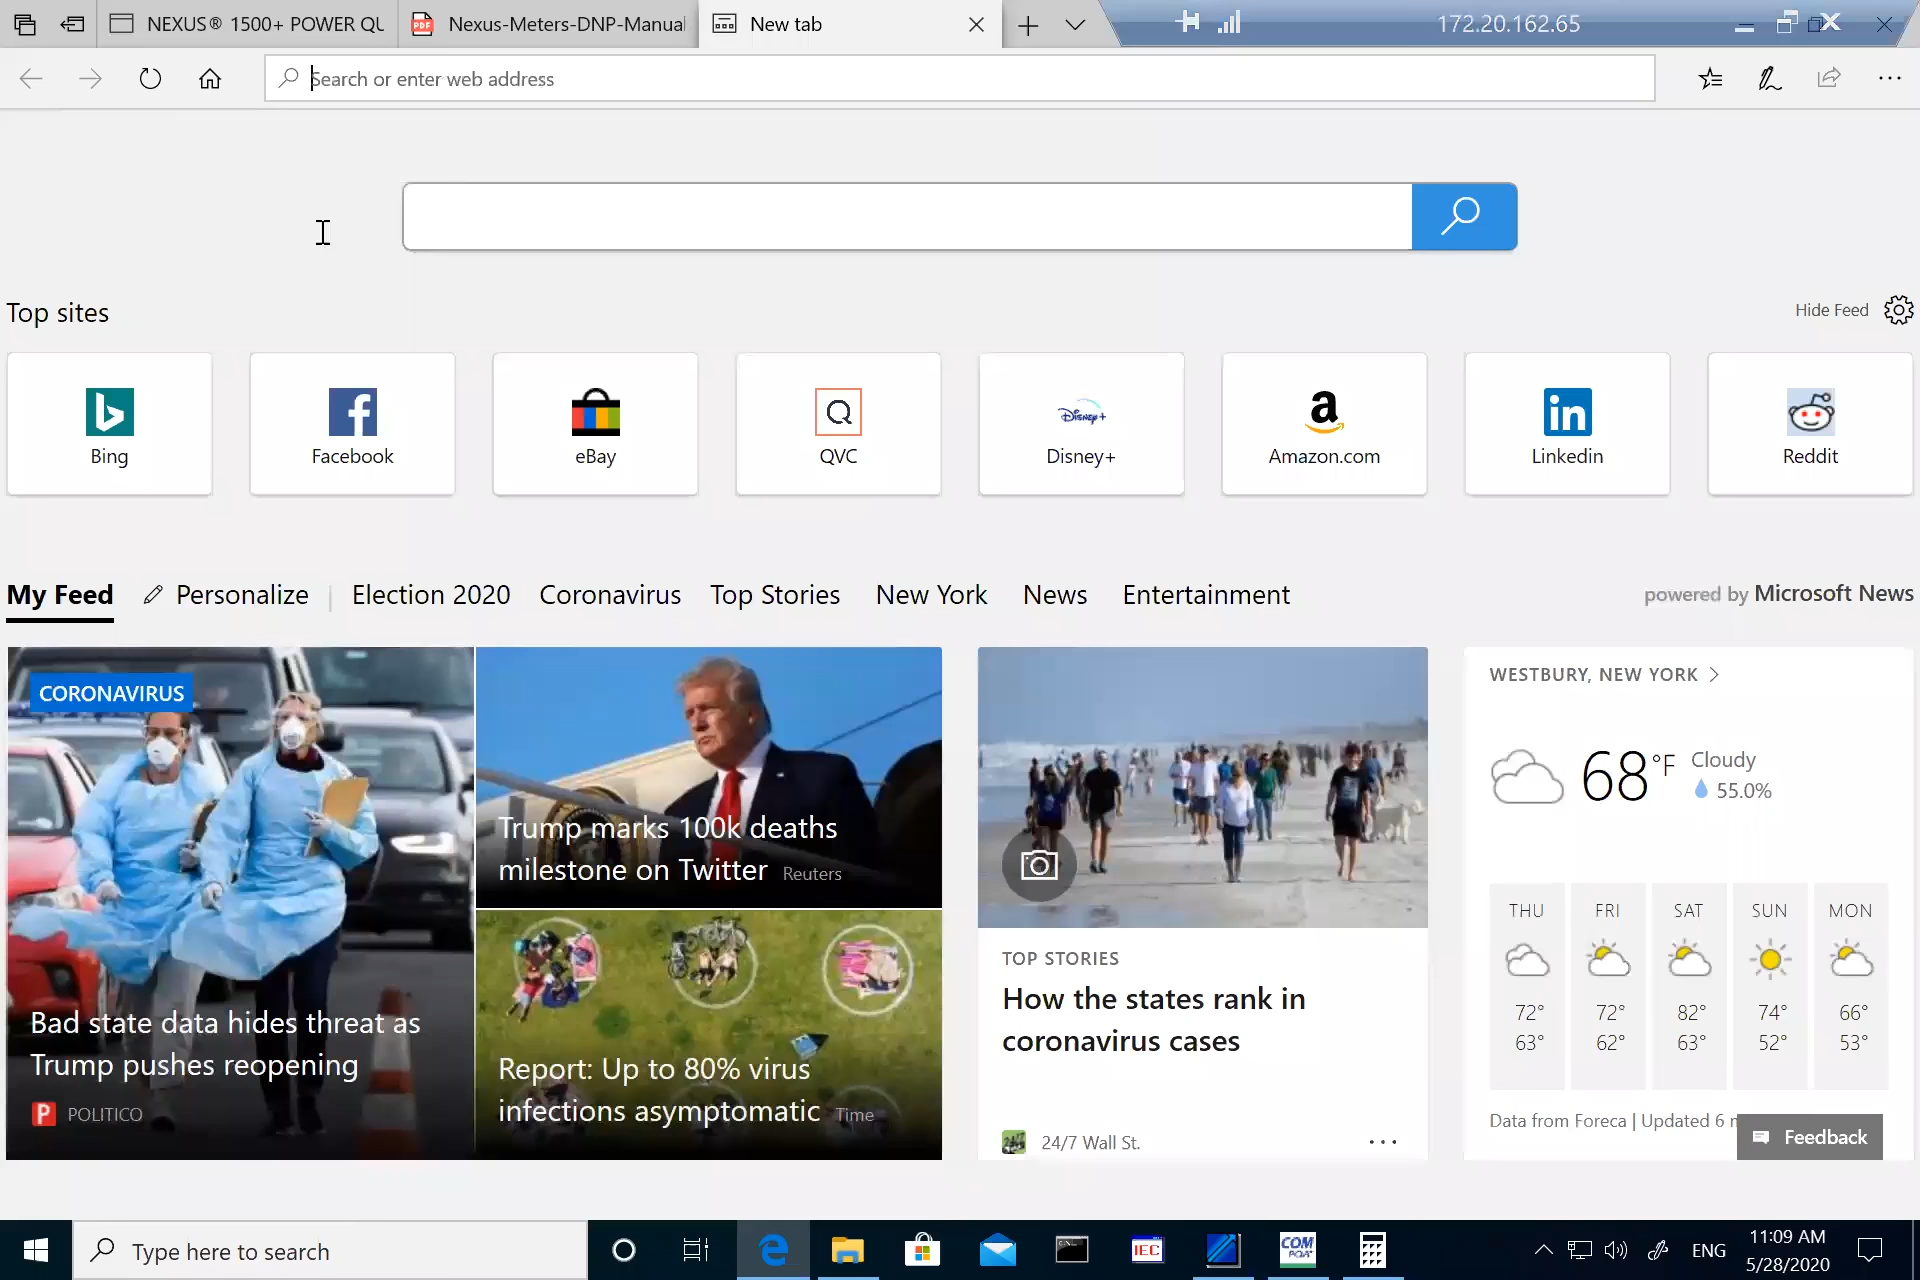 NEXUS® 1500+ POWER QU
PDF
Nexus-Meters-DNP-Manual
New tab
172.20.162.65
Search or enter web address
Top sites
Hide Feed
Bing
Facebook
eBay
QVC
Disney+
Disney+
Amazon.com
Linkedin
Reddit
My Feed
Personalize
Election 2020
Coronavirus
Top Stories
New York
News
Entertainment
powered by Microsoft News
CORONAVIRUS
Bad state data hides threat as
Trump pushes reopening
POLITICO
Trump marks 100k deaths
milestone on Twitter Reuters
Report: Up to 80% virus
infections asymptomatic Time
TOP STORIES
How the states rank in
coronavirus cases
24/7 Wall St.
WESTBURY, NEW YORK
68°F
Cloudy
55.0%
THU FRI SAT SUN MON
72° 72° 82° 74° 66°
63° 62° 63° 52° 53°
Data from Foreca | Updated 6
Feedback
Type here to search
IEC
COM
PQA
ENG
11:09 AM
5/28/2020